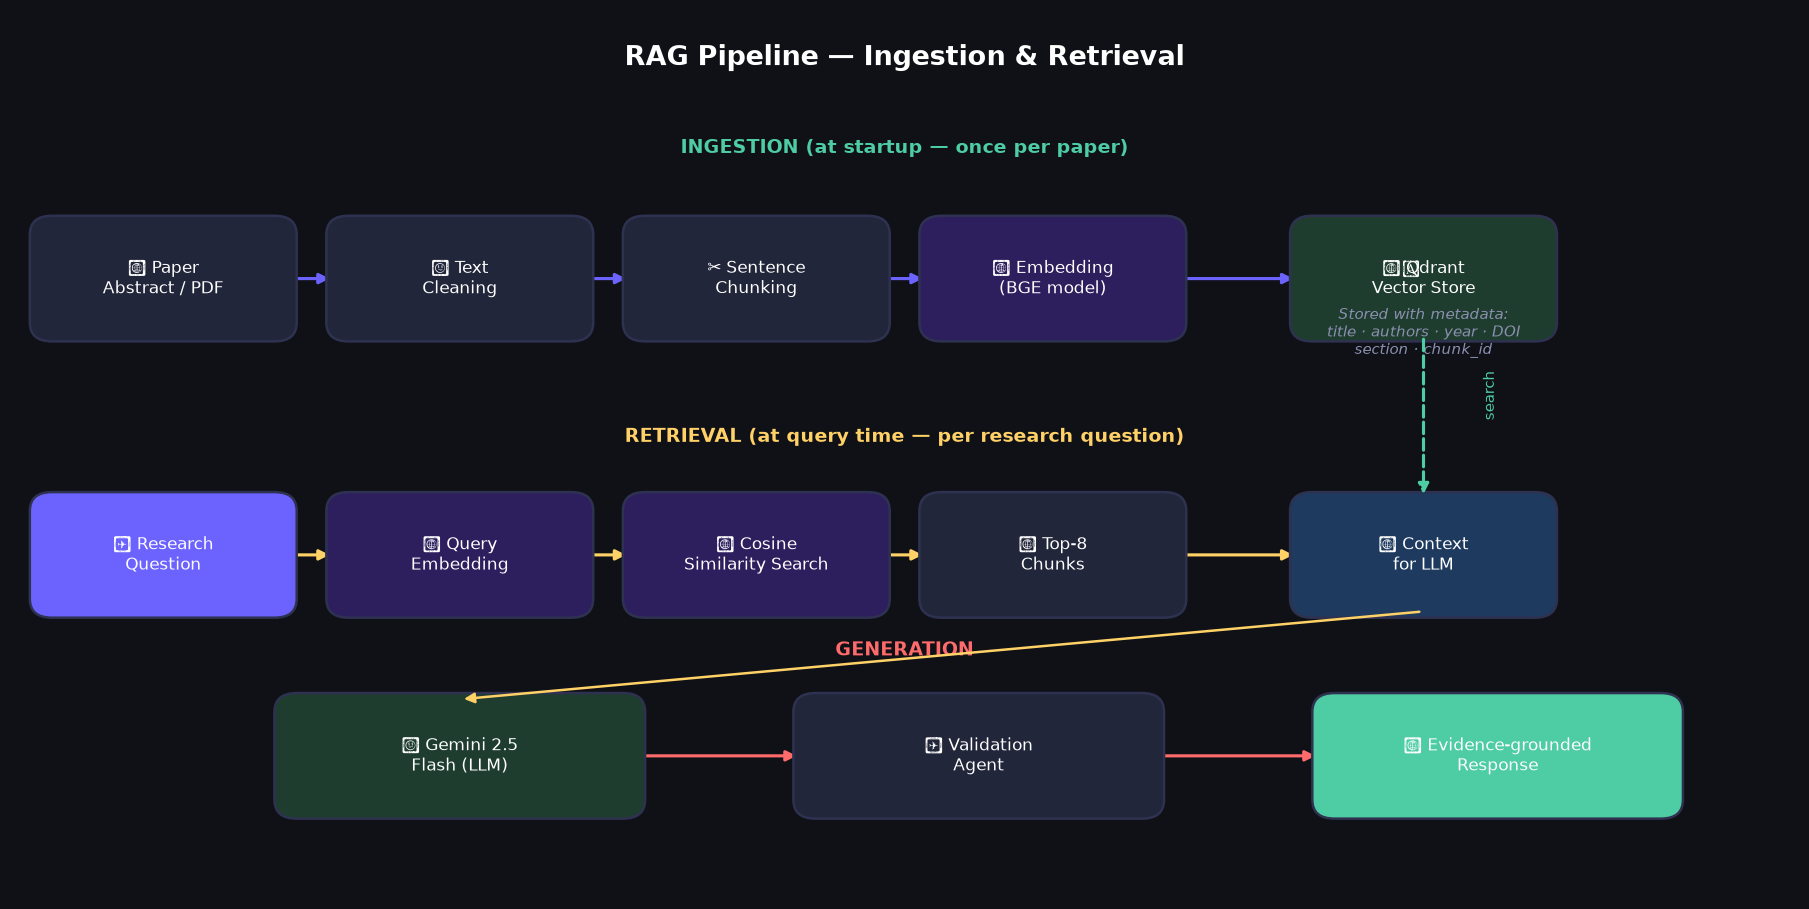 RAG Pipeline — Ingestion & Retrieval
INGESTION (at startup — once per paper)
Paper
Abstract / PDF
Text
Cleaning
✂ Sentence
Chunking
Embedding
(BGE model)
Qdrant
Vector Store
Stored with metadata:
title · authors · year · DOI
section · chunk_id
search
RETRIEVAL (at query time — per research question)
Research
Question
Query
Embedding
Cosine
Similarity Search
Top-8
Chunks
Context
for LLM
GENERATION
Gemini 2.5
Flash (LLM)
Validation
Agent
Evidence-grounded
Response